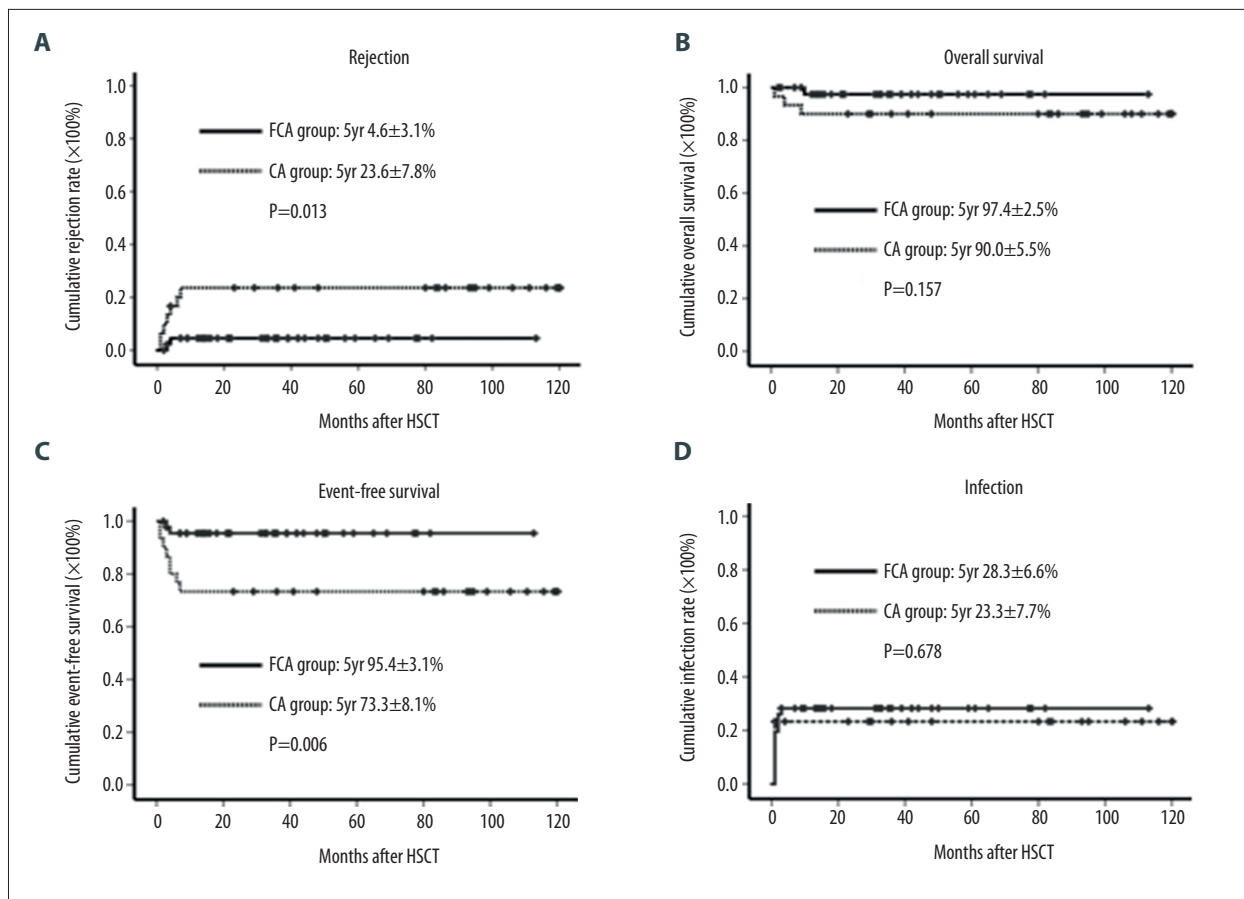 A
Rejection
Cumulative rejection rate (×100%)
1.0
0.8
0.6
0.4
0.2
0.0
FCA group: 5yr 4.6±3.1%
CA group: 5yr 23.6±7.8%
P=0.013
0 20 40 60 80 100 120
Months after HSCT
B
Overall survival
Cumulative overall survival (×100%)
1.0
0.8
0.6
0.4
0.2
0.0
FCA group: 5yr 97.4±2.5%
CA group: 5yr 90.0±5.5%
P=0.157
0 20 40 60 80 100 120
Months after HSCT
C
Event-free survival
Cumulative event-free survival (×100%)
1.0
0.8
0.6
0.4
0.2
0.0
FCA group: 5yr 95.4±3.1%
CA group: 5yr 73.3±8.1%
P=0.006
0 20 40 60 80 100 120
Months after HSCT
D
Infection
Cumulative infection rate (×100%)
1.0
0.8
0.6
0.4
0.2
0.0
FCA group: 5yr 28.3±6.6%
CA group: 5yr 23.3±7.7%
P=0.678
0 20 40 60 80 100 120
Months after HSCT